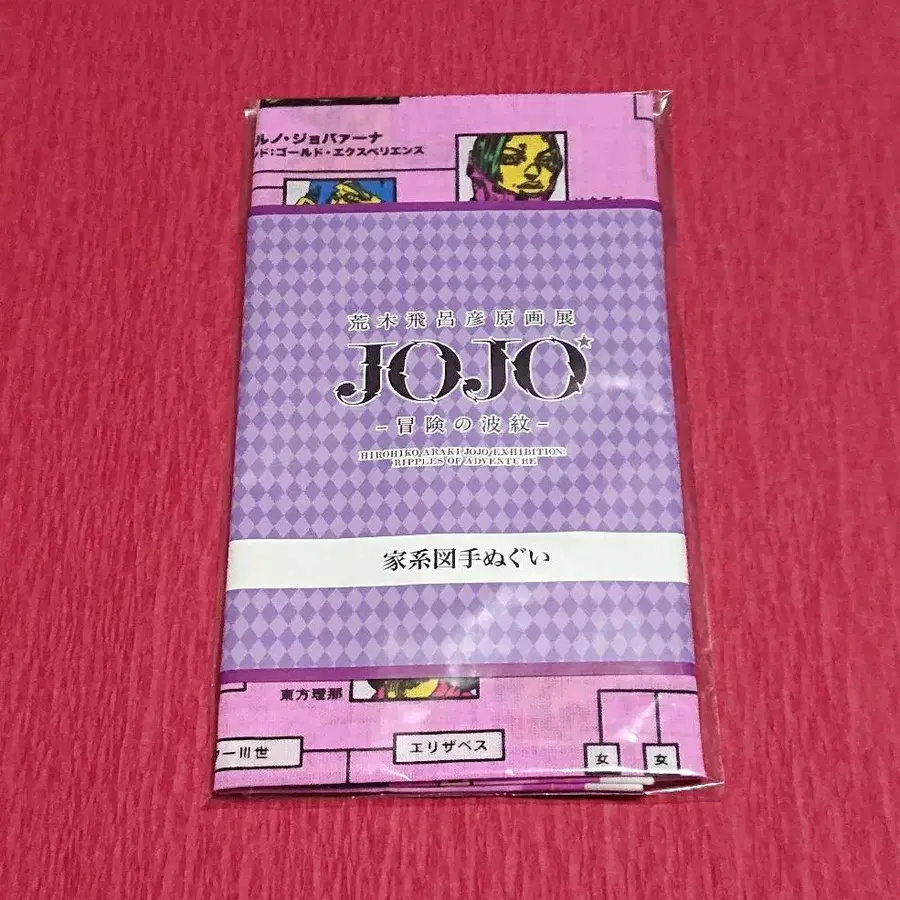 ルノ・ジョバァーナ
ンド:ゴールド・エクスペリエンス
荒木飛呂彦原画展
JOJO
-冒険の波紋-
HIROHIKO ARAKI JOJO EXHIBITION:
RIPPLES OF ADVENTURE
家系図手ぬぐい
東方理那
エリザベス
ター世
女
女